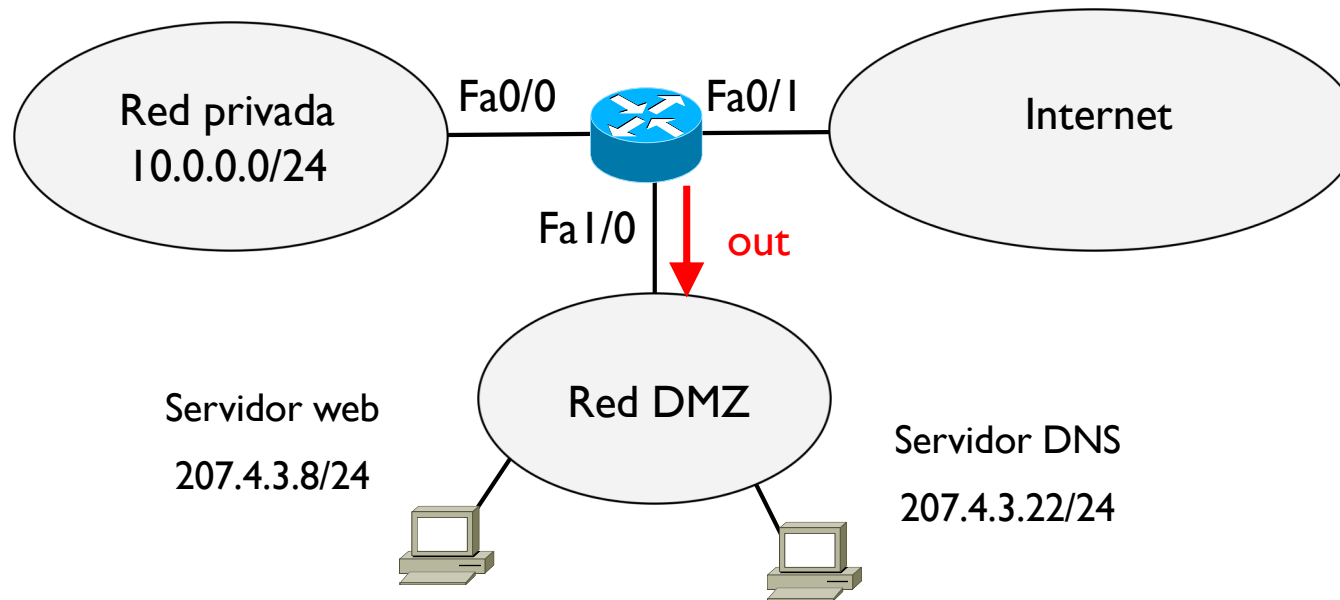 Red privada
10.0.0.0/24
Fa0/0
Fa0/1
Internet
Fa1/0
out
Red DMZ
Servidor web
207.4.3.8/24
Servidor DNS
207.4.3.22/24